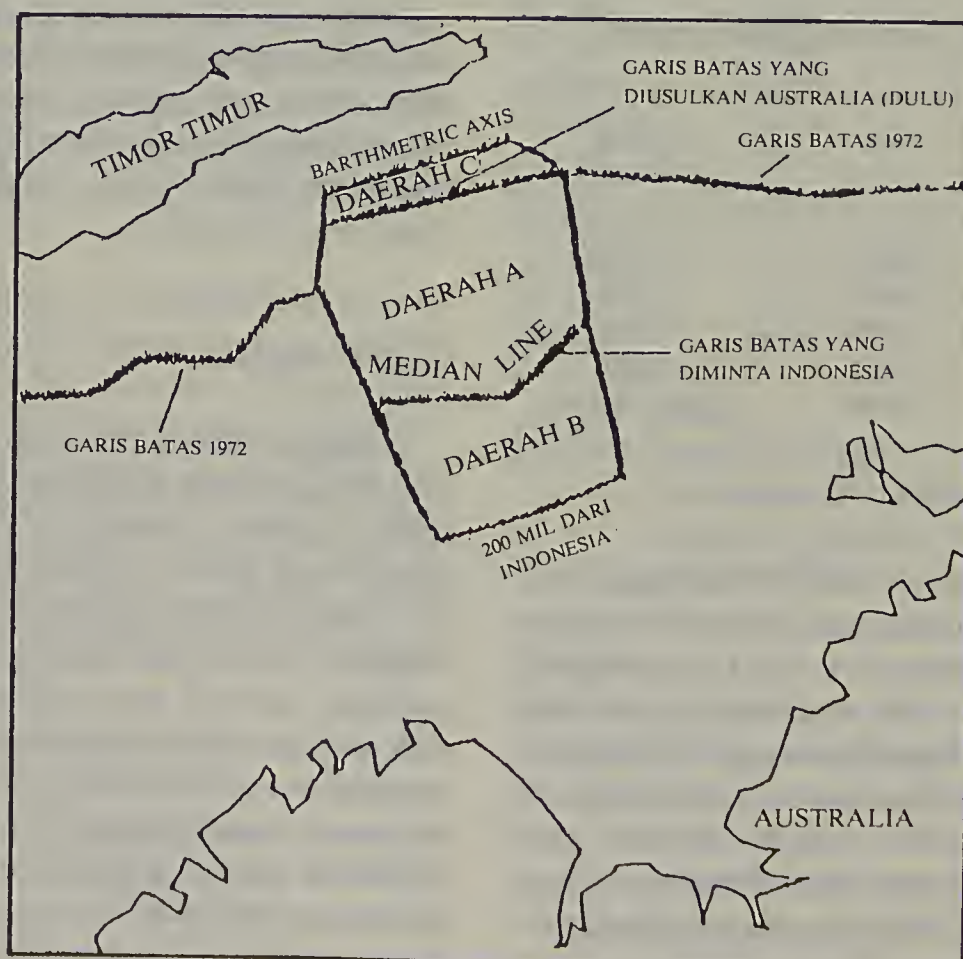 GARIS BATAS YANG
DIUSULKAN AUSTRALIA (DULU)
TIMOR TIMUR
BARTHMETRIC AXIS
GARIS BATAS 1972
DAERAH C
DAERAH A
MEDIAN LINE
GARIS BATAS YANG
DIMINTA INDONESIA
GARIS BATAS 1972
DAERAH B
200 MIL DARI
INDONESIA
AUSTRALIA